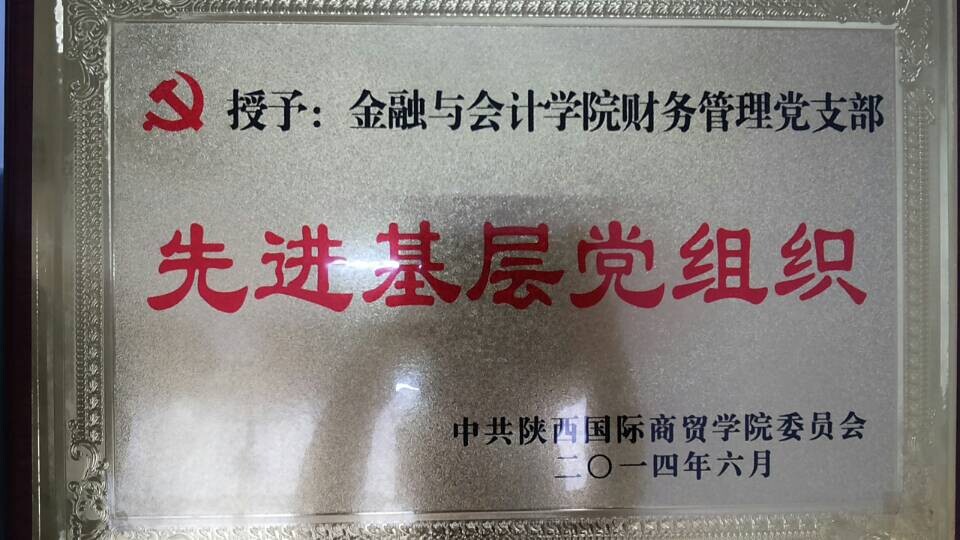 授予：金融与会计学院财务管理党支部
先进基层党组织
中共陕西国际商贸学院委员会
二〇一四年六月